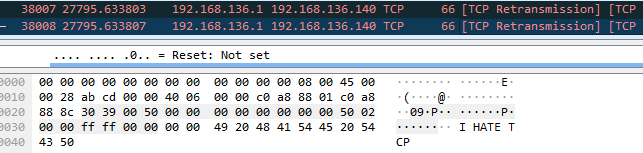 38007 27795.633803 192.168.136.1 192.168.136.140 TCP 66 [TCP Retransmission] [TCP
38008 27795.633807 192.168.136.1 192.168.136.140 TCP 66 [TCP Retransmission] [TCP
.... .... .0.. = Reset: Not set
0000 00 00 00 00 00 00 00 00 00 00 00 00 08 00 45 00 ········ ······E·
0010 00 28 ab cd 00 00 40 06 00 00 c0 a8 88 01 c0 a8 ·(····@· ········
0020 88 8c 30 39 00 50 00 00 00 00 00 00 00 00 50 02 ··09·P·· ······P·
0030 00 00 ff ff 00 00 00 00 49 20 48 41 54 45 20 54 ········ I HATE T
0040 43 50 CP